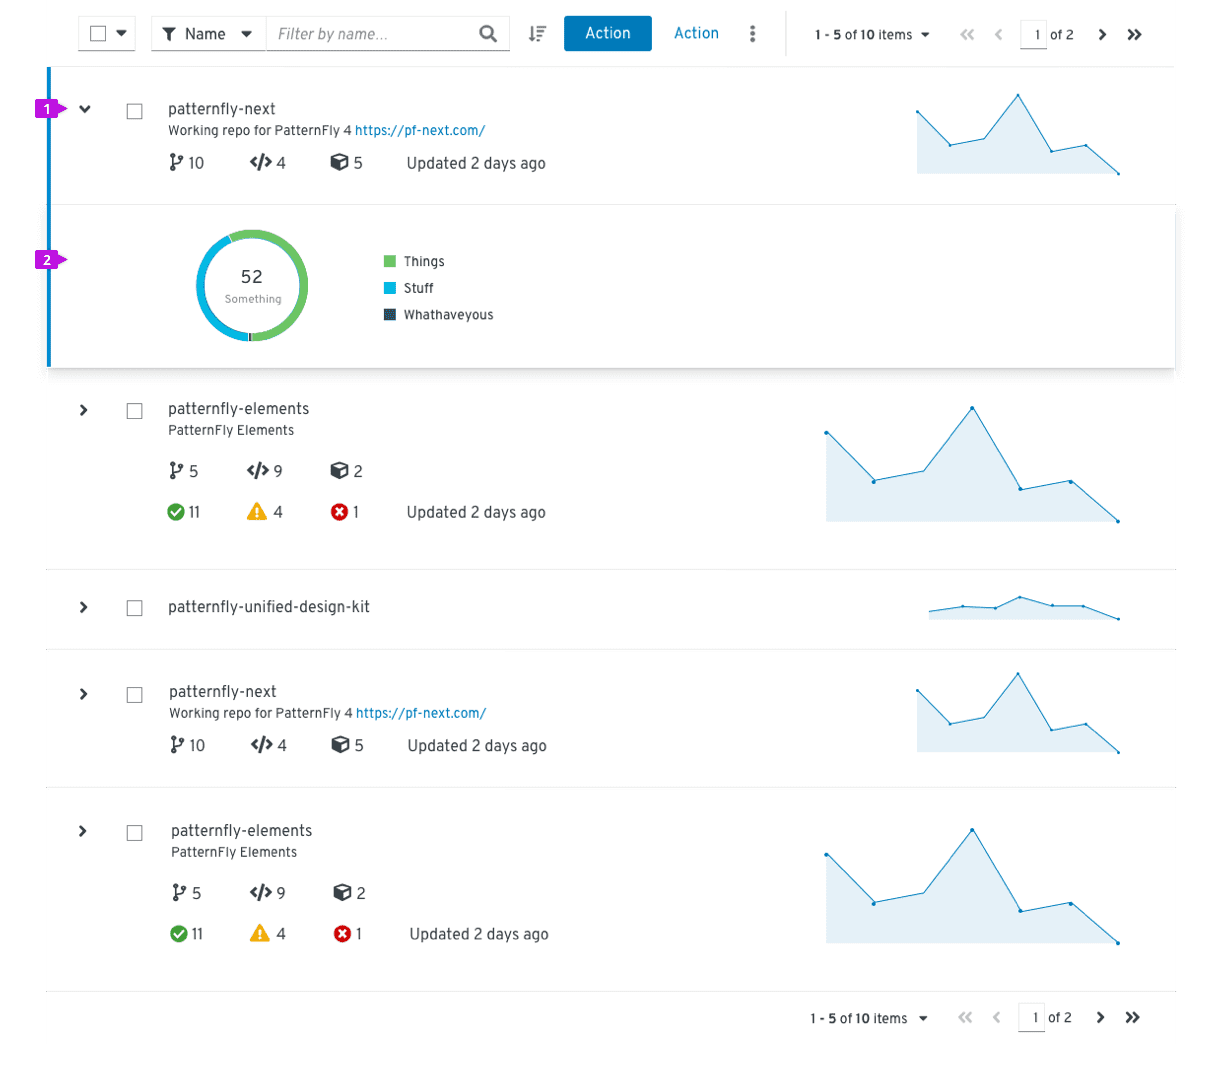 Name Filter by name... Action Action 1 - 5 of 10 items 1 of 2
1 patternfly-next
Working repo for PatternFly 4 https://pf-next.com/
10 4 5 Updated 2 days ago
2
52
Something
Things
Stuff
Whathaveyous
patternfly-elements
PatternFly Elements
5 9 2
11 4 1 Updated 2 days ago
patternfly-unified-design-kit
patternfly-next
Working repo for PatternFly 4 https://pf-next.com/
10 4 5 Updated 2 days ago
patternfly-elements
PatternFly Elements
5 9 2
11 4 1 Updated 2 days ago
1 - 5 of 10 items 1 of 2